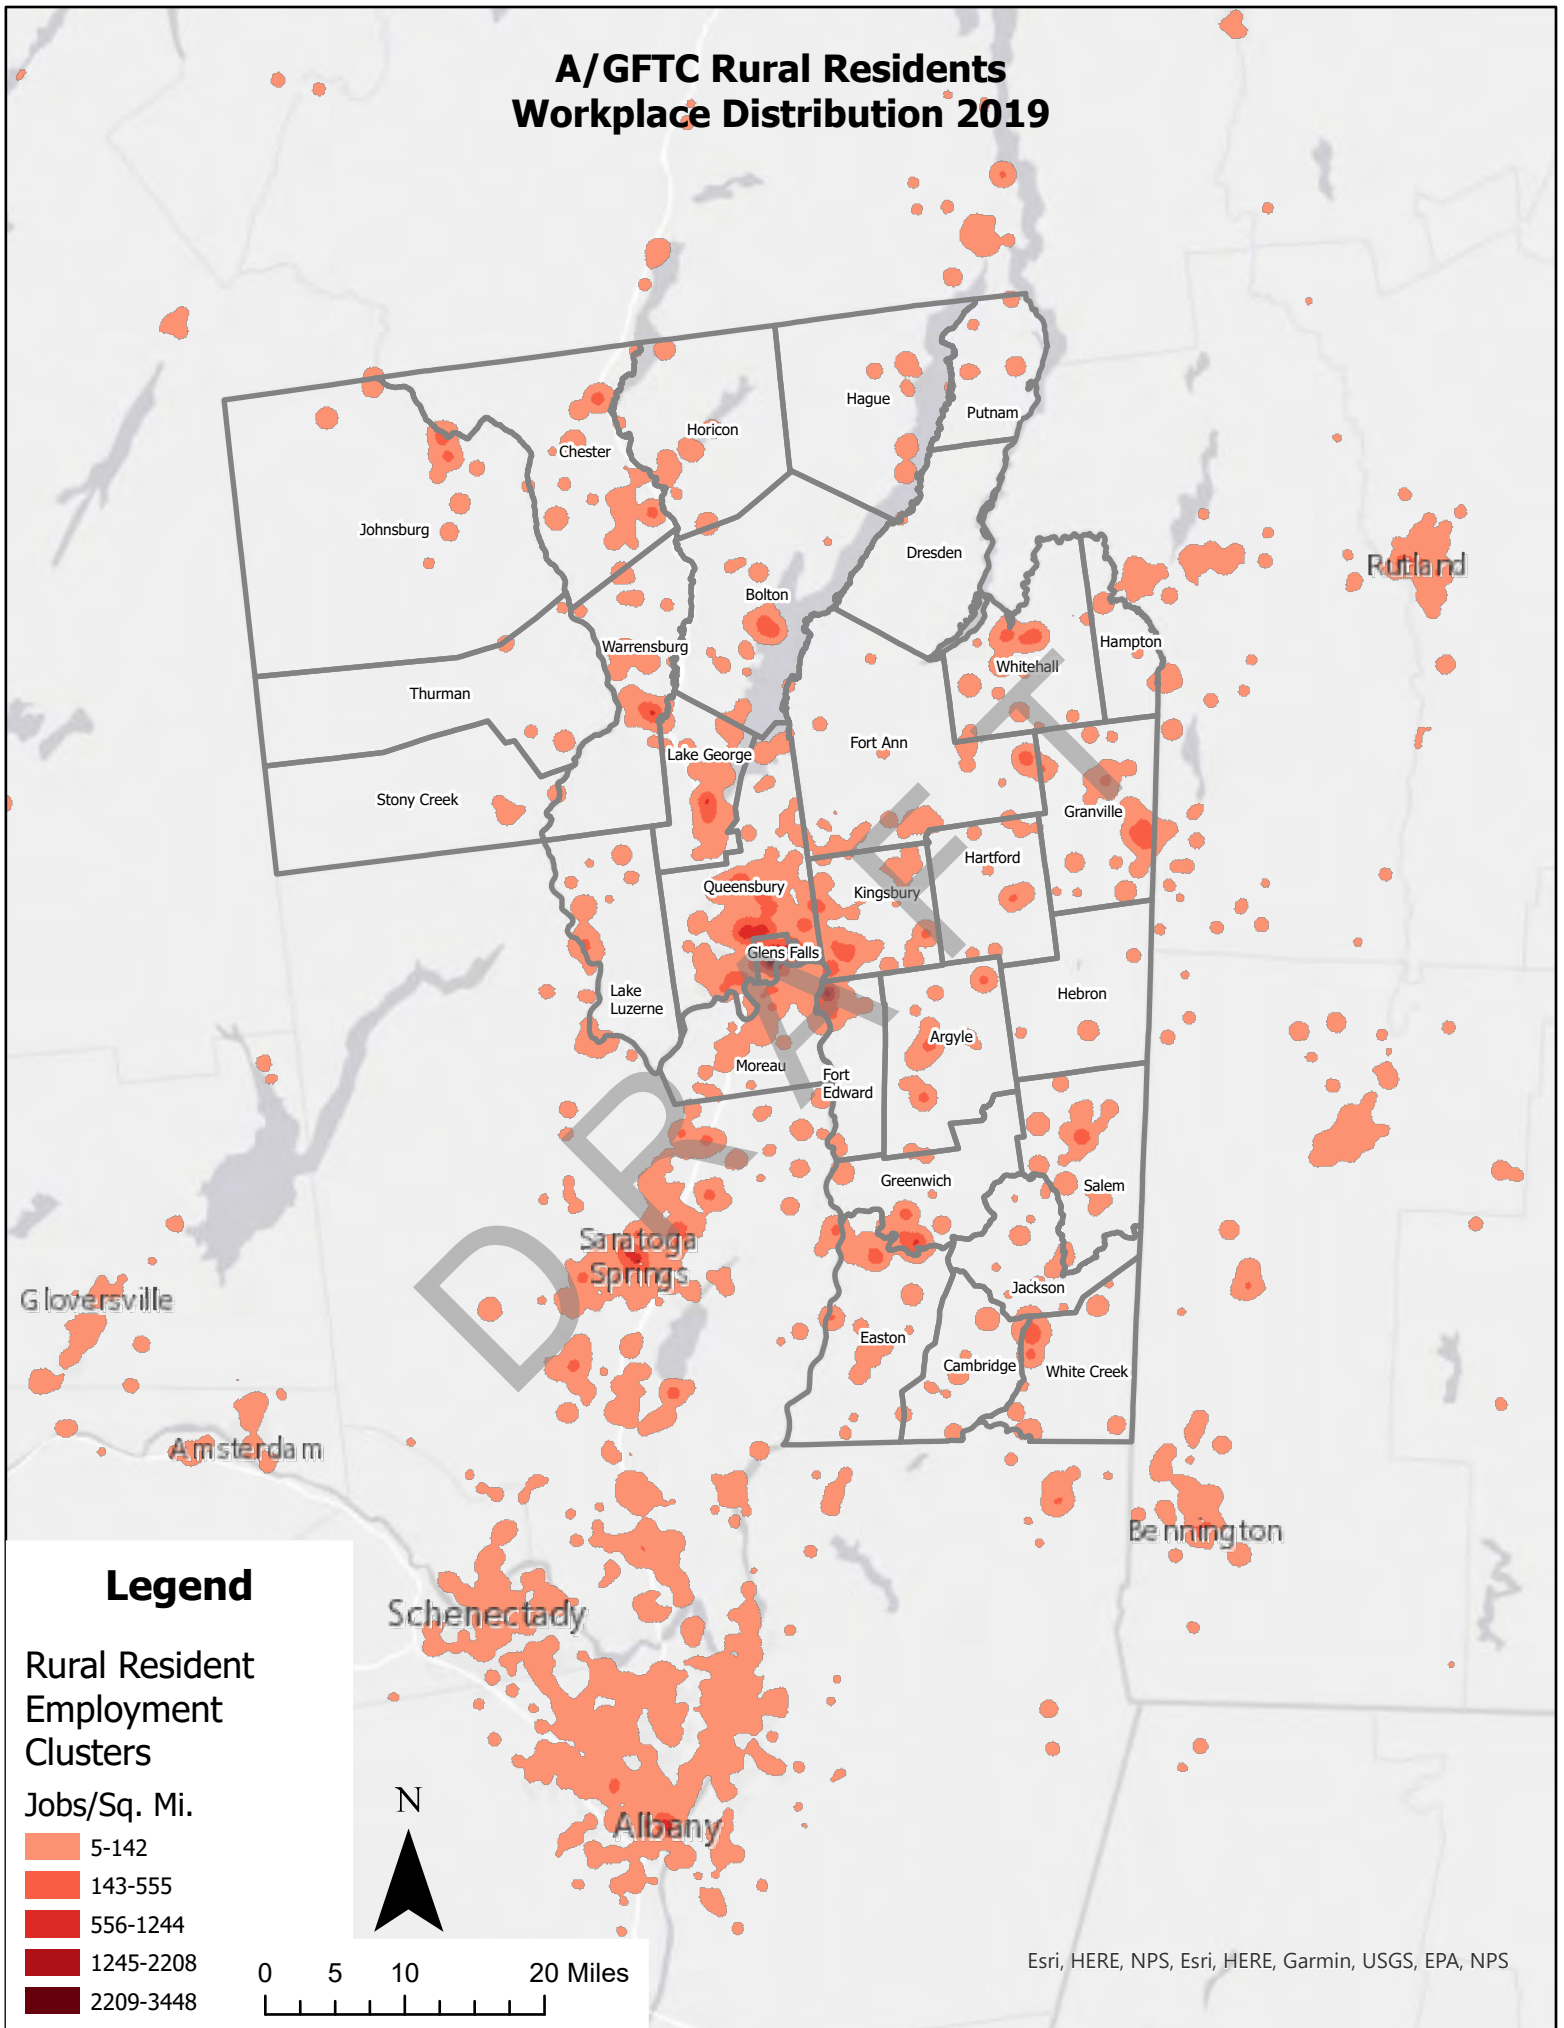 A/GFTC Rural Residents
Workplace Distribution 2019
Hague
Putnam
Horicon
Chester
Johnsburg
Dresden
Rutland
Bolton
Hampton
Warrensburg
Whitehall
Thurman
Fort Ann
Lake George
Stony Creek
Granville
Hartford
Queensbury
Kingsbury
Glens Falls
Lake
Luzerne
Hebron
Argyle
Moreau
Fort
Edward
Greenwich
Salem
Saratoga
Springs
Jackson
Gloversville
Easton
Cambridge
White Creek
Amsterdam
Bennington
Schenectady
Albany
DRAFT
Legend
Rural Resident
Employment
Clusters
Jobs/Sq. Mi.
5-142
143-555
556-1244
1245-2208
2209-3448
N
0 5 10 20 Miles
Esri, HERE, NPS, Esri, HERE, Garmin, USGS, EPA, NPS